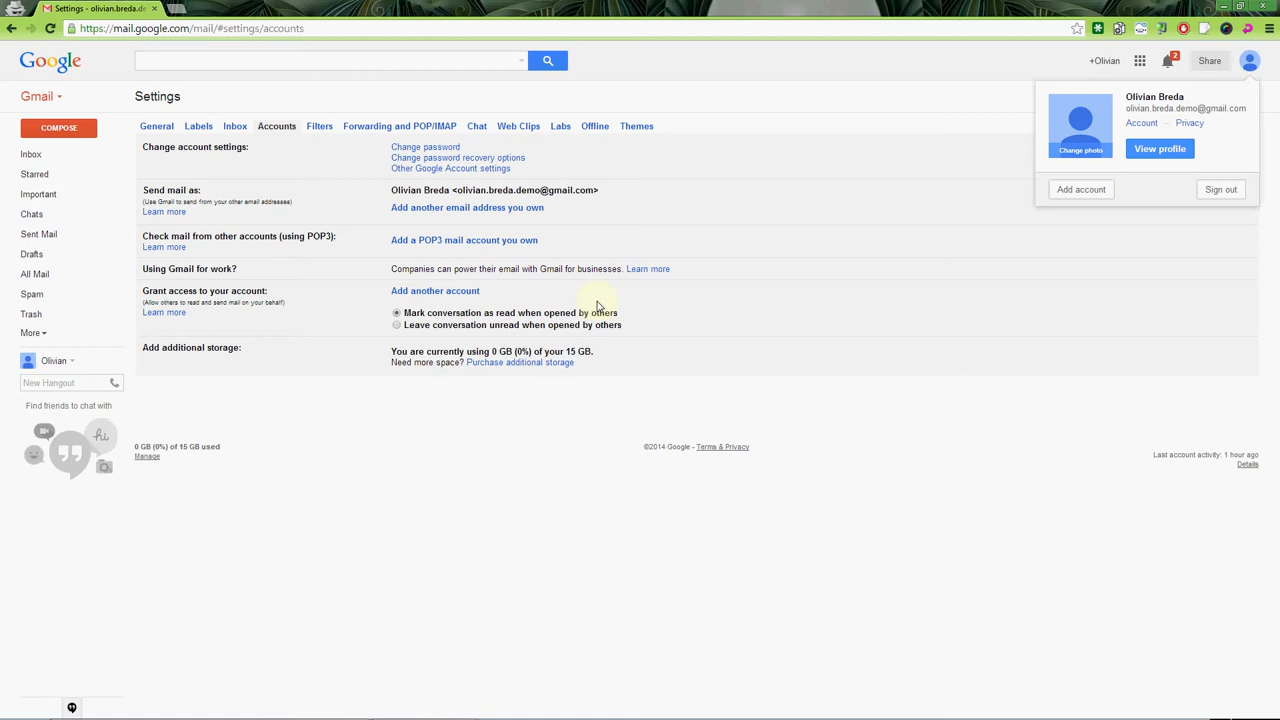 Settings - olivian.breda.de
https://mail.google.com/mail/#settings/accounts
Google
+Olivian
2
Share
Gmail
Settings
Olivian Breda
olivian.breda.demo@gmail.com
Account – Privacy
Change photo
View profile
Add account
Sign out
COMPOSE
General Labels Inbox Accounts Filters Forwarding and POP/IMAP Chat Web Clips Labs Offline Themes
Inbox
Starred
Important
Chats
Sent Mail
Drafts
All Mail
Spam
Trash
More
Olivian
New Hangout
Find friends to chat with
hi
Change account settings:
Change password
Change password recovery options
Other Google Account settings
Send mail as:
(Use Gmail to send from your other email addresses)
Learn more
Olivian Breda <olivian.breda.demo@gmail.com>
Add another email address you own
Check mail from other accounts (using POP3):
Learn more
Add a POP3 mail account you own
Using Gmail for work?
Companies can power their email with Gmail for businesses. Learn more
Grant access to your account:
(Allow others to read and send mail on your behalf)
Learn more
Add another account
Mark conversation as read when opened by others
Leave conversation unread when opened by others
Add additional storage:
You are currently using 0 GB (0%) of your 15 GB.
Need more space? Purchase additional storage
0 GB (0%) of 15 GB used
Manage
©2014 Google - Terms & Privacy
Last account activity: 1 hour ago
Details